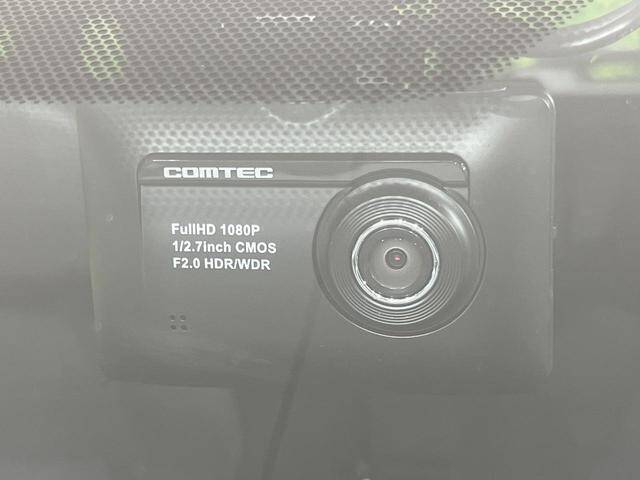 COMTEC
FullHD 1080P
1/2.7inch CMOS
F2.0 HDR/WDR